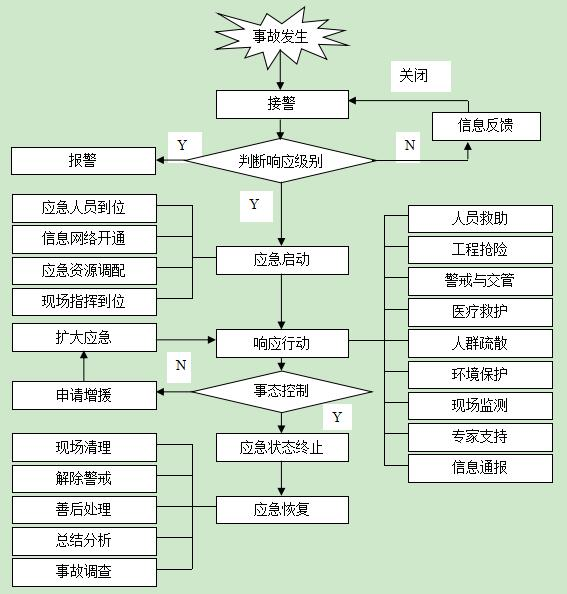 事故发生
关闭
接警
信息反馈
Y
N
报警
判断响应级别
Y
应急人员到位
信息网络开通
应急资源调配
现场指挥到位
应急启动
人员救助
工程抢险
警戒与交管
医疗救护
人群疏散
环境保护
现场监测
专家支持
信息通报
扩大应急
响应行动
N
申请增援
事态控制
Y
现场清理
解除警戒
善后处理
总结分析
事故调查
应急状态终止
应急恢复